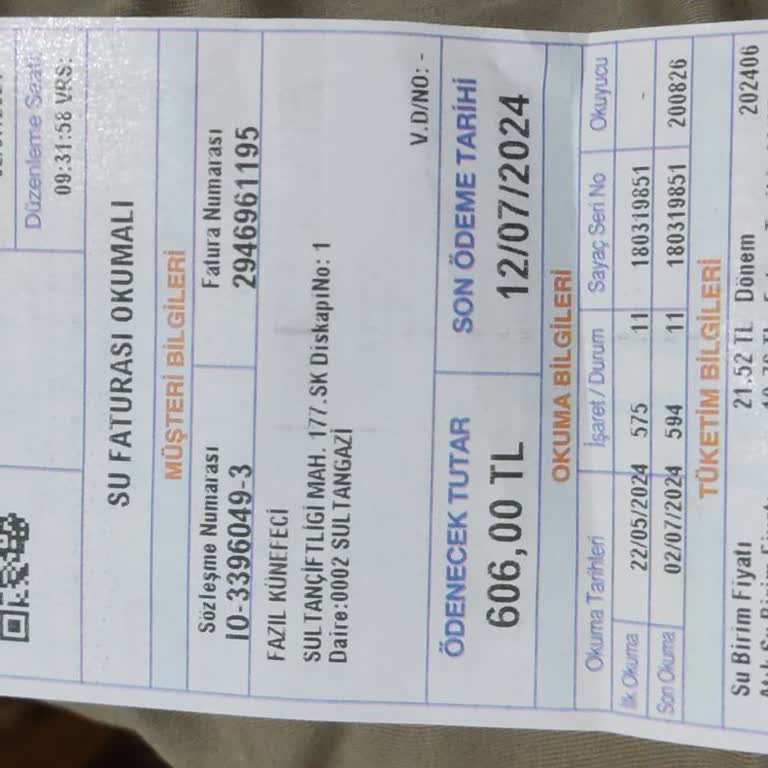 Düzenleme Saati
09:31:58 VRS:
SU FATURASI OKUMALI
MÜŞTERİ BİLGİLERİ
Sözleşme Numarası Fatura Numarası
IO-3396049-3 2946961195
FAZIL KÜNEFECİ
SULTANÇİFTLİĞİ MAH. 177.SK DiskapiNo: 1
Daire:0002 SULTANGAZİ
V.D/NO: -
ÖDENECEK TUTAR SON ÖDEME TARİHİ
606,00 TL 12/07/2024
OKUMA BİLGİLERİ
Okuma Tarihleri İşaret / Durum Sayaç Seri No Okuyucu
İlk Okuma 22/05/2024 575 11 180319851 -
Son Okuma 02/07/2024 594 11 180319851 200826
TÜKETİM BİLGİLERİ
Su Birim Fiyatı 21.52 TL Dönem 202406